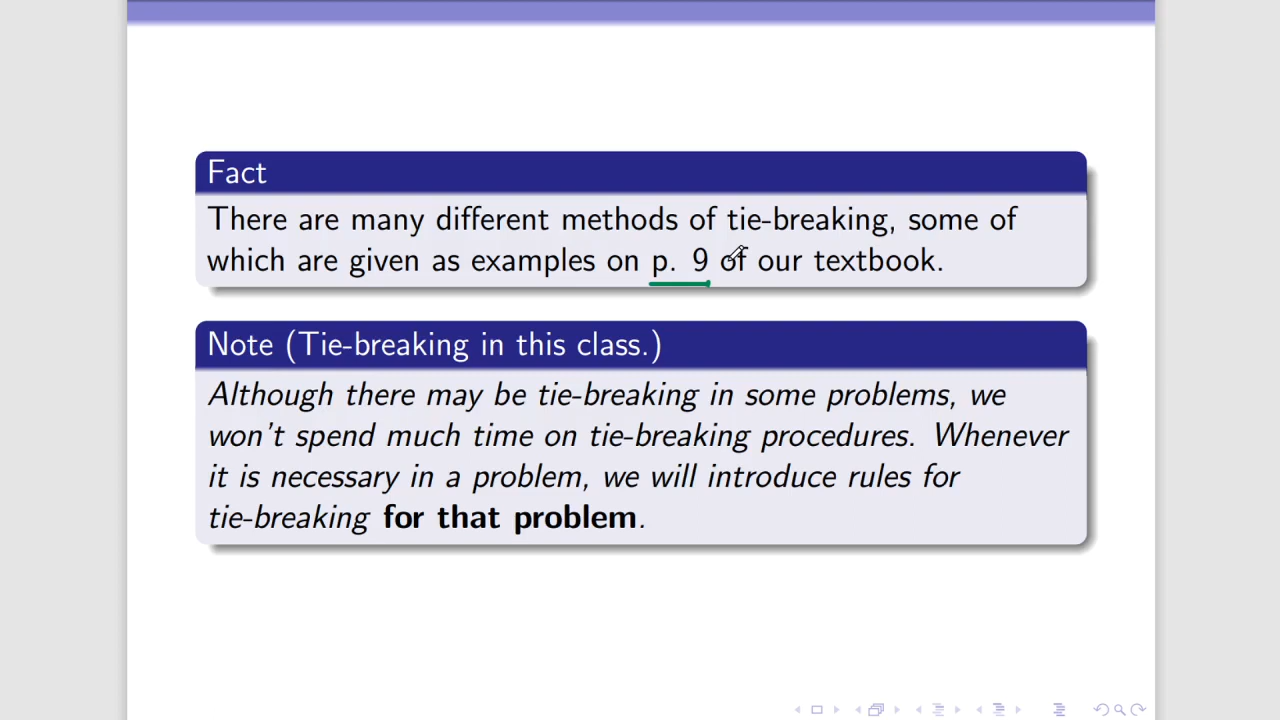 Fact
There are many different methods of tie-breaking, some of
which are given as examples on p. 9 of our textbook.
Note (Tie-breaking in this class.)
Although there may be tie-breaking in some problems, we
won't spend much time on tie-breaking procedures. Whenever
it is necessary in a problem, we will introduce rules for
tie-breaking for that problem.